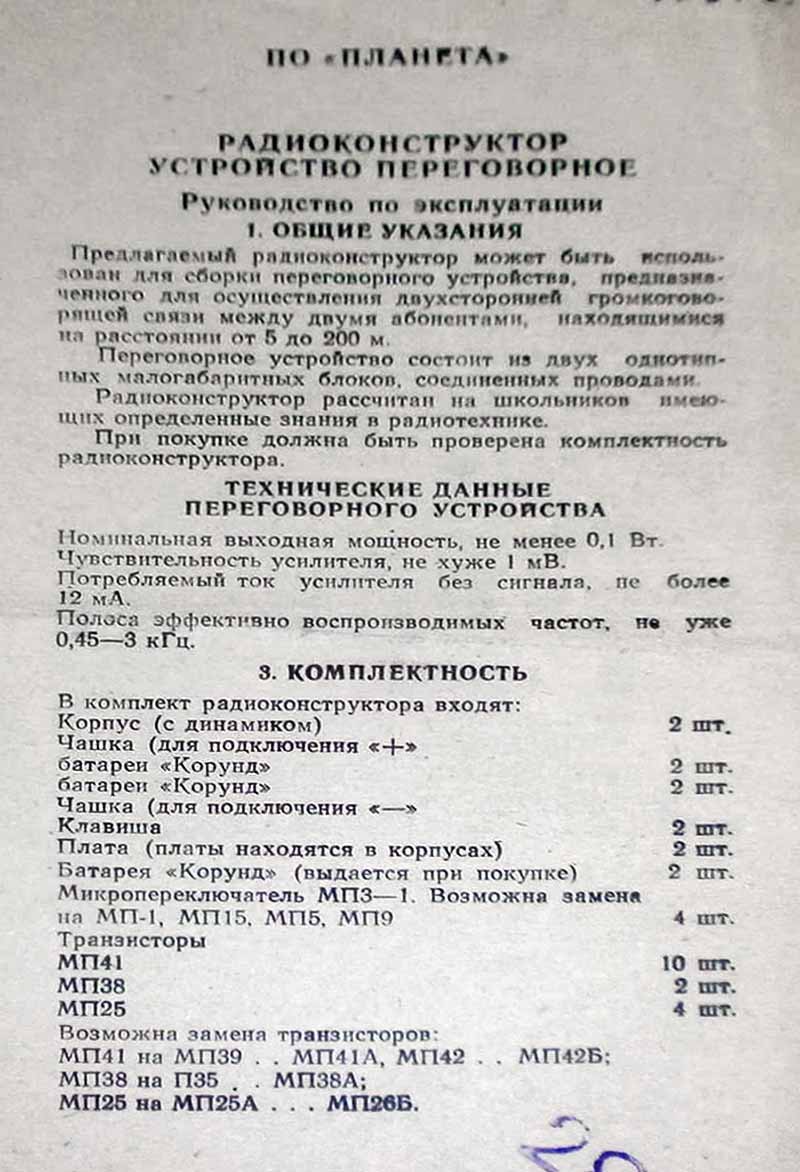 ПО «ПЛАНЕТА»
РАДИОКОНСТРУКТОР
УСТРОЙСТВО ПЕРЕГОВОРНОЕ
Руководство по эксплуатации
1. ОБЩИЕ УКАЗАНИЯ
Предлагаемый радиоконструктор может быть исполь-
зован для сборки переговорного устройства, предназна-
ченного для осуществления двухсторонней громкогово-
рящей связи между двумя абонентами, находящимися
на расстоянии от 5 до 200 м.
Переговорное устройство состоит из двух однотип-
ных малогабаритных блоков, соединенных проводами.
Радиоконструктор рассчитан на школьников имею-
щих определенные знания в радиотехнике.
При покупке должна быть проверена комплектность
радиоконструктора.
ТЕХНИЧЕСКИЕ ДАННЫЕ
ПЕРЕГОВОРНОГО УСТРОЙСТВА
Номинальная выходная мощность, не менее 0,1 Вт.
Чувствительность усилителя, не хуже 1 мВ.
Потребляемый ток усилителя без сигнала, не более
12 мА.
Полоса эффективно воспроизводимых частот, не уже
0,45—3 кГц.
3. КОМПЛЕКТНОСТЬ
В комплект радиоконструктора входят:
Корпус (с динамиком) 2 шт.
Чашка (для подключения «+»
батареи «Корунд» 2 шт.
батареи «Корунд» 2 шт.
Чашка (для подключения «—»
Клавиша 2 шт.
Плата (платы находятся в корпусах) 2 шт.
Батарея «Корунд» (выдается при покупке) 2 шт.
Микропереключатель МП3—1. Возможна замена
на МП-1, МП15, МП5, МП9 4 шт.
Транзисторы
МП41 10 шт.
МП38 2 шт.
МП25 4 шт.
Возможна замена транзисторов:
МП41 на МП39 . . МП41А, МП42 . . МП42Б;
МП38 на П35 . . МП38А;
МП25 на МП25А . . . МП26Б.